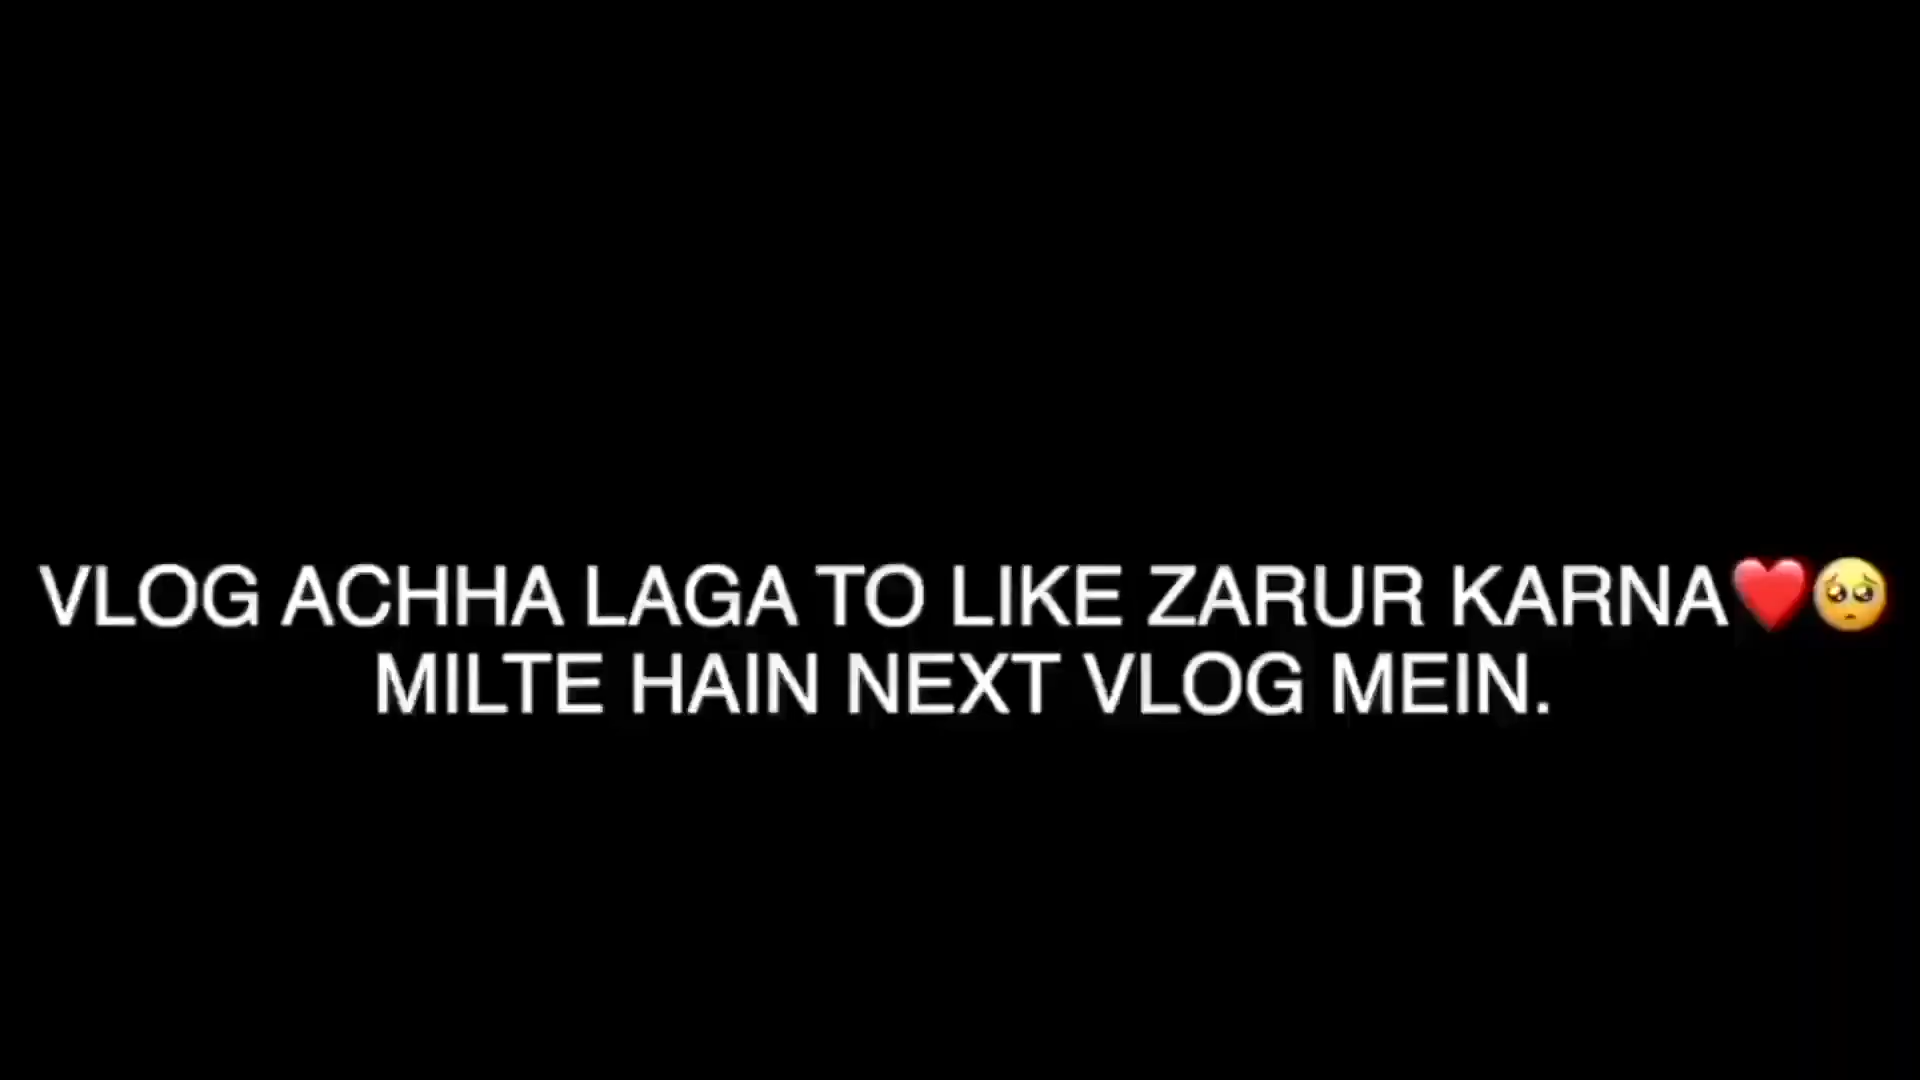 VLOG ACHHA LAGA TO LIKE ZARUR KARNA❤️🥺
MILTE HAIN NEXT VLOG MEIN.